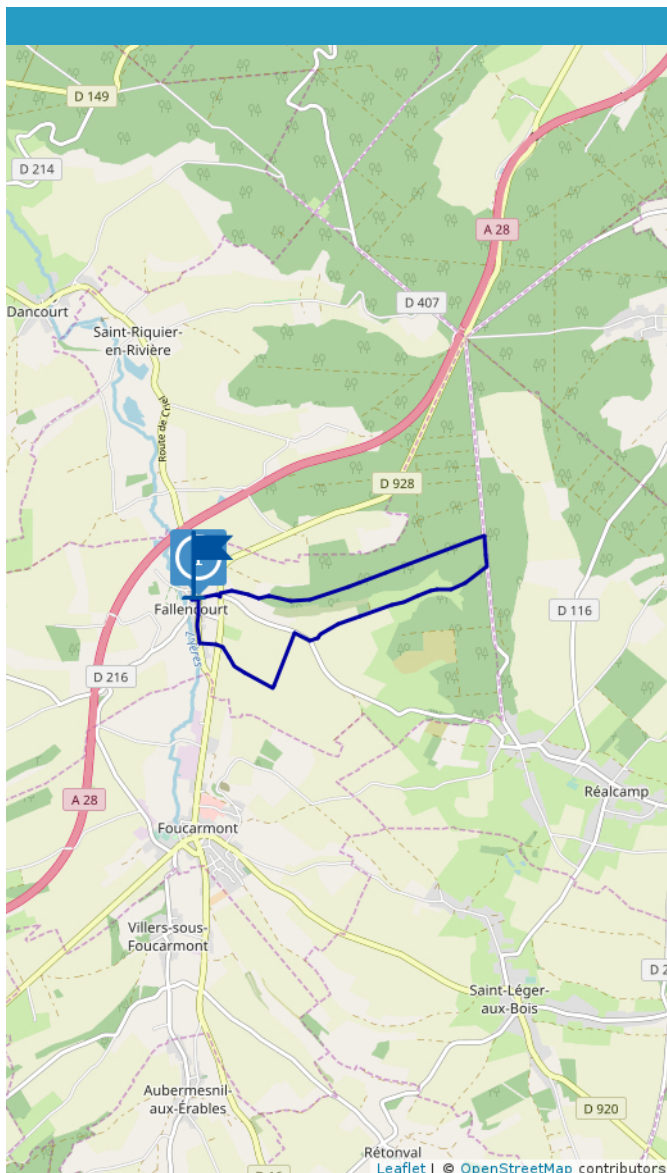 D 149
D 214
A 28
D 407
Dancourt
Saint-Riquier-
en-Rivière
Route de Criel
D 928
Fallencourt
Yères
D 116
D 216
A 28
Réalcamp
Foucarmont
Villers-sous-
Foucarmont
Saint-Léger-
aux-Bois
Aubermesnil-
aux-Érables
D 920
Rétonval
Leaflet | © OpenStreetMap contributors